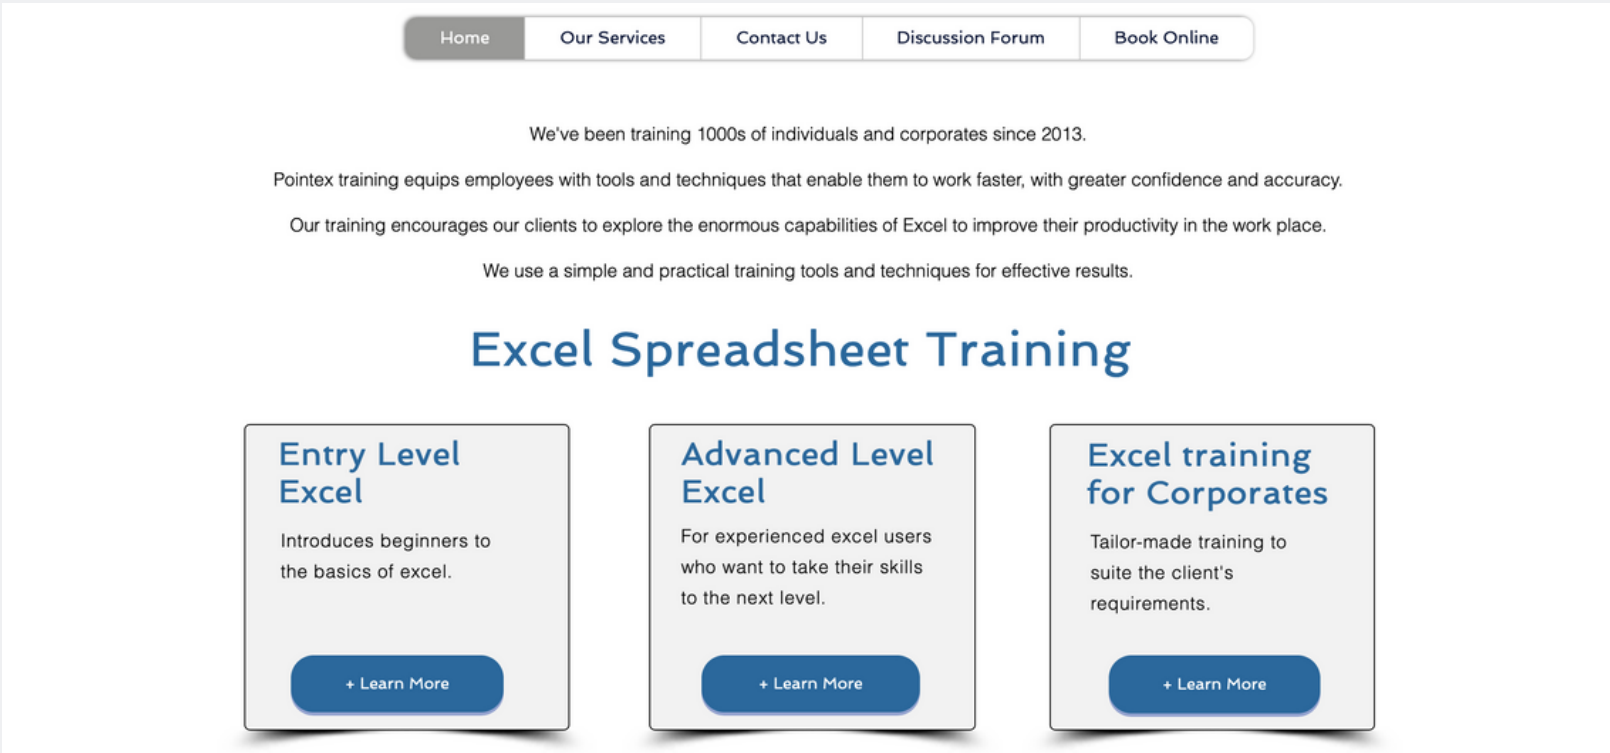 Home
Our Services
Contact Us
Discussion Forum
Book Online
We've been training 1000s of individuals and corporates since 2013.
Pointex training equips employees with tools and techniques that enable them to work faster, with greater confidence and accuracy.
Our training encourages our clients to explore the enormous capabilities of Excel to improve their productivity in the work place.
We use a simple and practical training tools and techniques for effective results.
Excel Spreadsheet Training
Entry Level
Excel
Introduces beginners to
the basics of excel.
+ Learn More
Advanced Level
Excel
For experienced excel users
who want to take their skills
to the next level.
+ Learn More
Excel training
for Corporates
Tailor-made training to
suite the client's
requirements.
+ Learn More